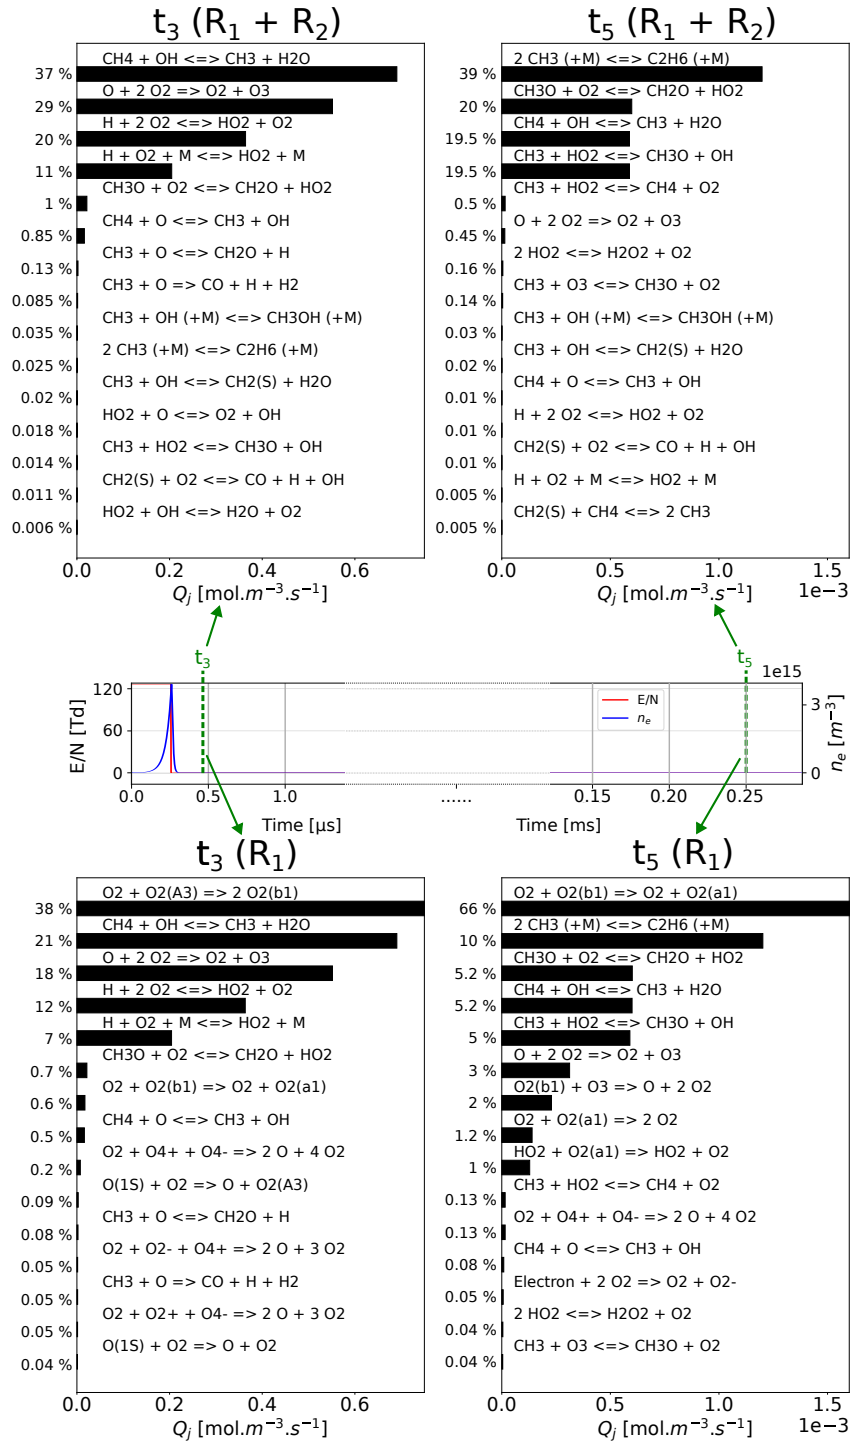 t3 (R1 + R2)
CH4 + OH <=> CH3 + H2O
37 %
O + 2 O2 => O2 + O3
29 %
H + 2 O2 <=> HO2 + O2
20 %
H + O2 + M <=> HO2 + M
11 %
CH3O + O2 <=> CH2O + HO2
1 %
CH4 + O <=> CH3 + OH
0.85 %
CH3 + O <=> CH2O + H
0.13 %
CH3 + O => CO + H + H2
0.085 %
CH3 + OH (+M) <=> CH3OH (+M)
0.035 %
2 CH3 (+M) <=> C2H6 (+M)
0.025 %
CH3 + OH <=> CH2(S) + H2O
0.02 %
HO2 + O <=> O2 + OH
0.018 %
CH3 + HO2 <=> CH3O + OH
0.014 %
CH2(S) + O2 <=> CO + H + OH
0.011 %
HO2 + OH <=> H2O + O2
0.006 %
0.0 0.2 0.4 0.6
Qj [mol.m−3.s−1]
t5 (R1 + R2)
2 CH3 (+M) <=> C2H6 (+M)
39 %
CH3O + O2 <=> CH2O + HO2
20 %
CH4 + OH <=> CH3 + H2O
19.5 %
CH3 + HO2 <=> CH3O + OH
19.5 %
CH3 + HO2 <=> CH4 + O2
0.5 %
O + 2 O2 => O2 + O3
0.45 %
2 HO2 <=> H2O2 + O2
0.16 %
CH3 + O3 <=> CH3O + O2
0.14 %
CH3 + OH (+M) <=> CH3OH (+M)
0.03 %
CH3 + OH <=> CH2(S) + H2O
0.02 %
CH4 + O <=> CH3 + OH
0.01 %
H + 2 O2 <=> HO2 + O2
0.01 %
CH2(S) + O2 <=> CO + H + OH
0.01 %
H + O2 + M <=> HO2 + M
0.005 %
CH2(S) + CH4 <=> 2 CH3
0.005 %
0.0 0.5 1.0 1.5
Qj [mol.m−3.s−1]
1e−3
t3
t5
1e15
E/N [Td]
120
60
0
E/N
ne
3
0
ne [m−3]
0.0 0.5 1.0 ...... 0.15 0.20 0.25
Time [µs]
Time [ms]
t3 (R1)
O2 + O2(A3) => 2 O2(b1)
38 %
CH4 + OH <=> CH3 + H2O
21 %
O + 2 O2 => O2 + O3
18 %
H + 2 O2 <=> HO2 + O2
12 %
H + O2 + M <=> HO2 + M
7 %
CH3O + O2 <=> CH2O + HO2
0.7 %
O2 + O2(b1) => O2 + O2(a1)
0.6 %
CH4 + O <=> CH3 + OH
0.5 %
O2 + O4+ + O4- => 2 O + 4 O2
0.2 %
O(1S) + O2 => O + O2(A3)
0.09 %
CH3 + O <=> CH2O + H
0.08 %
O2 + O2- + O4+ => 2 O + 3 O2
0.05 %
CH3 + O => CO + H + H2
0.05 %
O2 + O2+ + O4- => 2 O + 3 O2
0.05 %
O(1S) + O2 => O + O2
0.04 %
0.0 0.2 0.4 0.6
Qj [mol.m−3.s−1]
t5 (R1)
O2 + O2(b1) => O2 + O2(a1)
66 %
2 CH3 (+M) <=> C2H6 (+M)
10 %
CH3O + O2 <=> CH2O + HO2
5.2 %
CH4 + OH <=> CH3 + H2O
5.2 %
CH3 + HO2 <=> CH3O + OH
5 %
O + 2 O2 => O2 + O3
3 %
O2(b1) + O3 => O + 2 O2
2 %
O2 + O2(a1) => 2 O2
1.2 %
HO2 + O2(a1) => HO2 + O2
1 %
CH3 + HO2 <=> CH4 + O2
0.13 %
O2 + O4+ + O4- => 2 O + 4 O2
0.13 %
CH4 + O <=> CH3 + OH
0.08 %
Electron + 2 O2 => O2 + O2-
0.05 %
2 HO2 <=> H2O2 + O2
0.04 %
CH3 + O3 <=> CH3O + O2
0.04 %
0.0 0.5 1.0 1.5
Qj [mol.m−3.s−1]
1e−3